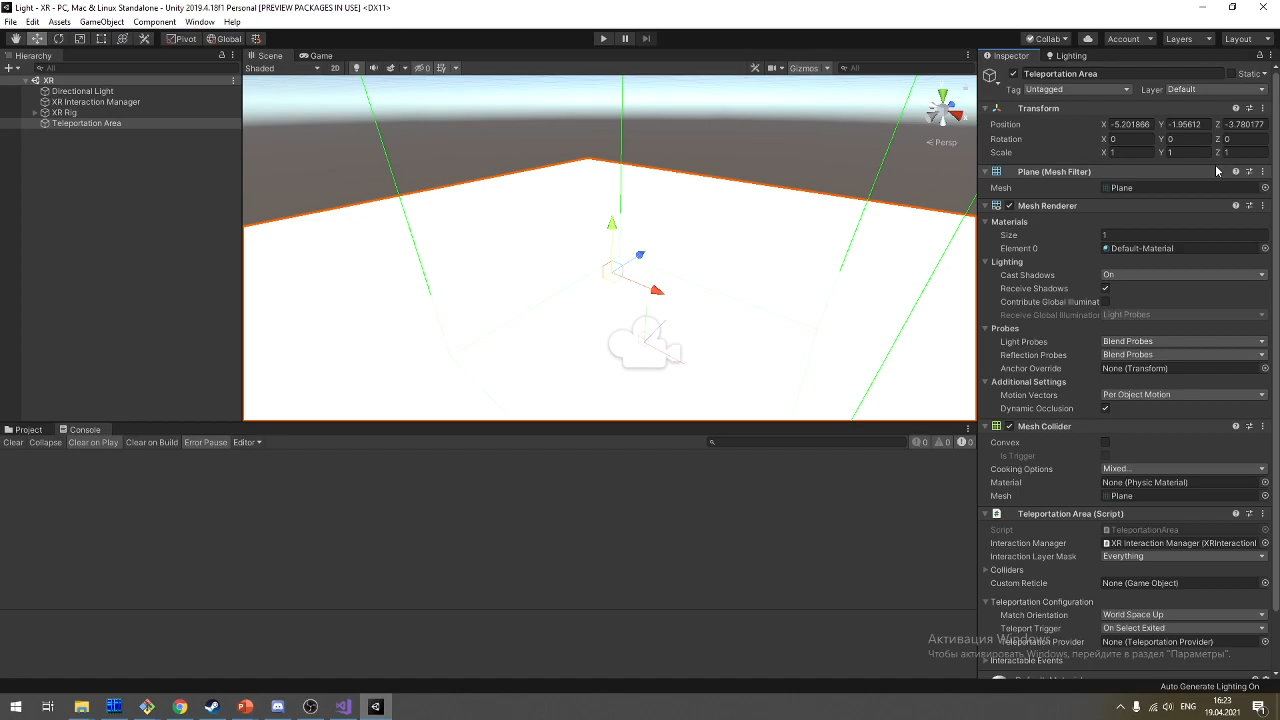 Light - XR - PC, Mac & Linux Standalone - Unity 2019.4.18f1 Personal [PREVIEW PACKAGES IN USE] <DX11>
File Edit Assets GameObject Component Window Help
Pivot Global Collab Account Layers Layout
Hierarchy
All
XR
Directional Light
XR Interaction Manager
XR Rig
Teleportation Area
Scene Game
Shaded 2D 0 Gizmos All
Persp
Project Console
Clear Collapse Clear on Play Clear on Build Error Pause Editor 0 0 0
Inspector Lighting
Teleportation Area Static
Tag Untagged Layer Default
Transform
Position X -5.201866 Y -1.95612 Z -3.780177
Rotation X 0 Y 0 Z 0
Scale X 1 Y 1 Z 1
Plane (Mesh Filter)
Mesh Plane
Mesh Renderer
Materials
Size 1
Element 0 Default-Material
Lighting
Cast Shadows On
Receive Shadows
Contribute Global Illuminat
Receive Global Illumination Light Probes
Probes
Light Probes Blend Probes
Reflection Probes Blend Probes
Anchor Override None (Transform)
Additional Settings
Motion Vectors Per Object Motion
Dynamic Occlusion
Mesh Collider
Convex
Is Trigger
Cooking Options Mixed...
Material None (Physic Material)
Mesh Plane
Teleportation Area (Script)
Script TeleportationArea
Interaction Manager XR Interaction Manager (XRInteractionI
Interaction Layer Mask Everything
Colliders
Custom Reticle None (Game Object)
Teleportation Configuration
Match Orientation World Space Up
Teleport Trigger On Select Exited
Teleportation Provider None (Teleportation Provider)
Interactable Events
Активация Windows
Чтобы активировать Windows, перейдите в раздел "Параметры".
Auto Generate Lighting On
ENG 16:23
19.04.2021